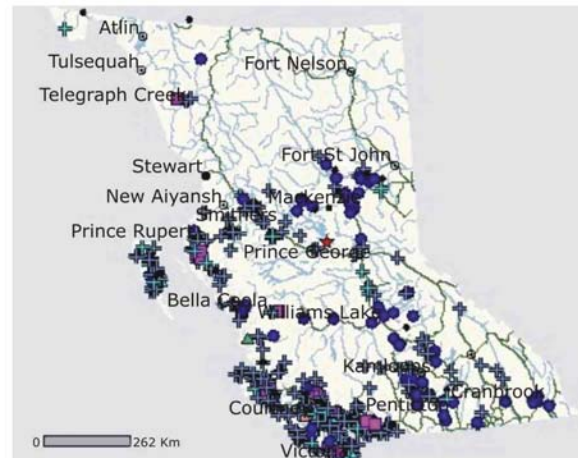 Atlin
Tulsequah
Fort Nelson
Telegraph Creek
Fort St John
Stewart
New Aiyansh
Mackenzie
Smithers
Prince Rupert
Prince George
Bella Coola
Williams Lake
Kamloops
Cranbrook
Courtenay
Penticton
Victoria
0
262 Km